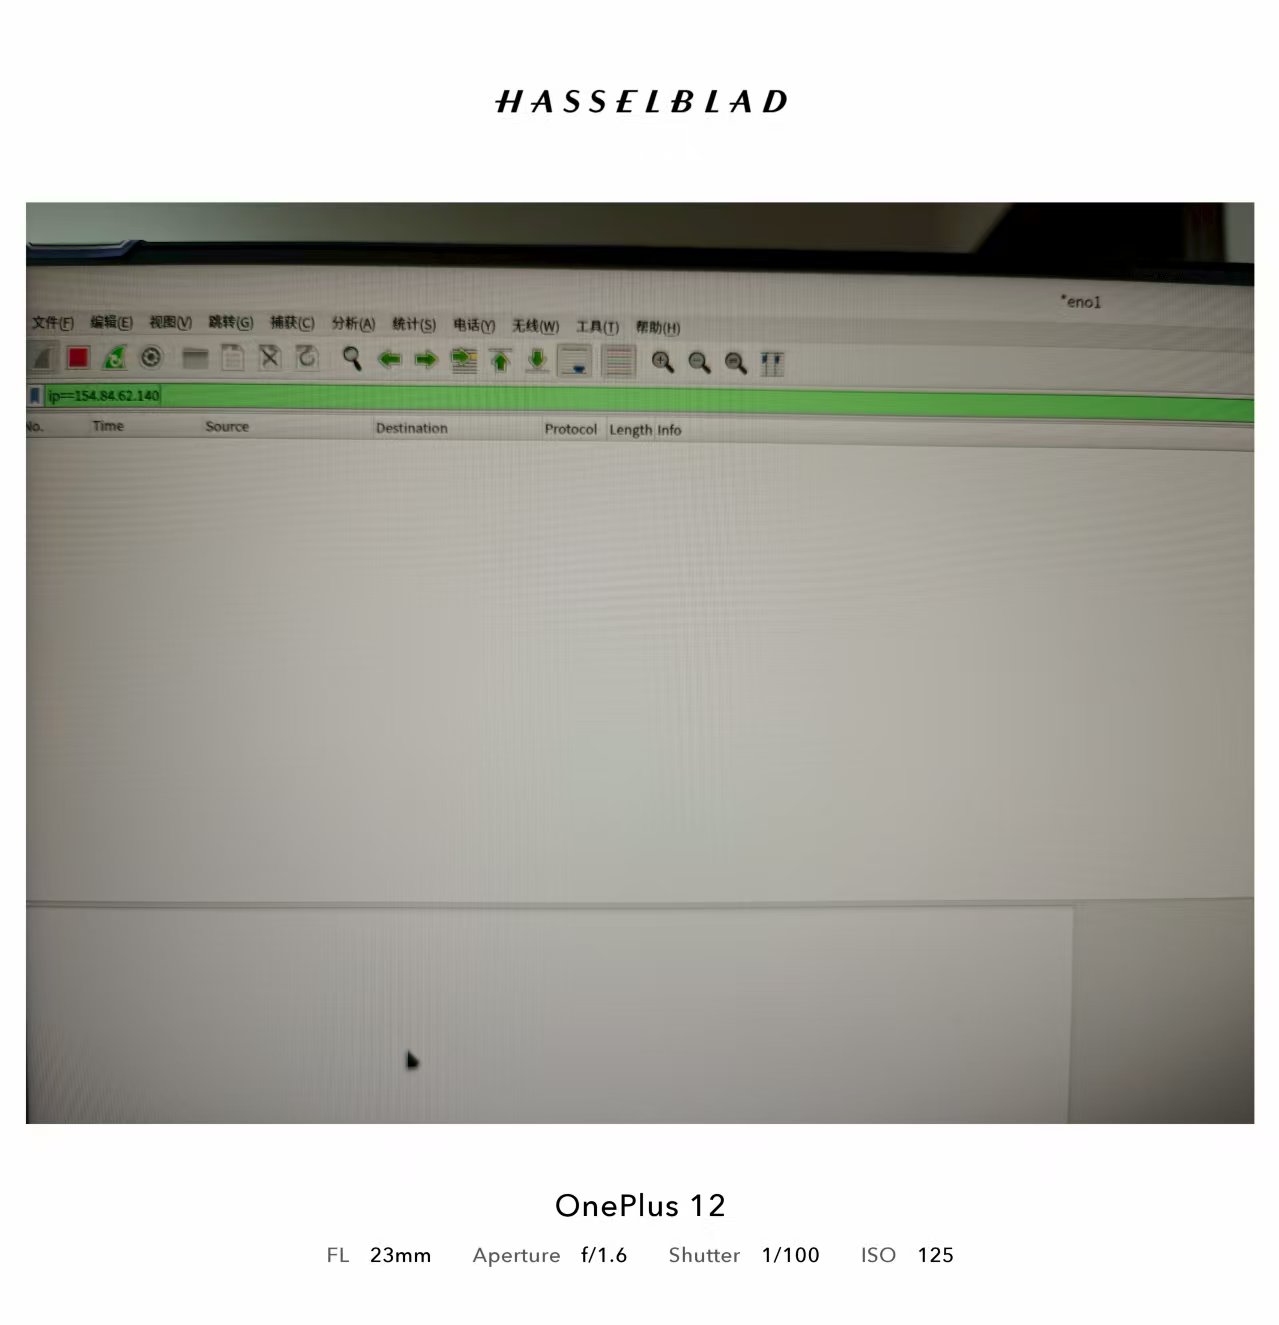 HASSELBLAD
*eno1
文件(F) 编辑(E) 视图(V) 跳转(G) 捕获(C) 分析(A) 统计(S) 电话(Y) 无线(W) 工具(T) 帮助(H)
ip==154.84.62.140
No. Time Source Destination Protocol Length Info
OnePlus 12
FL 23mm Aperture f/1.6 Shutter 1/100 ISO 125